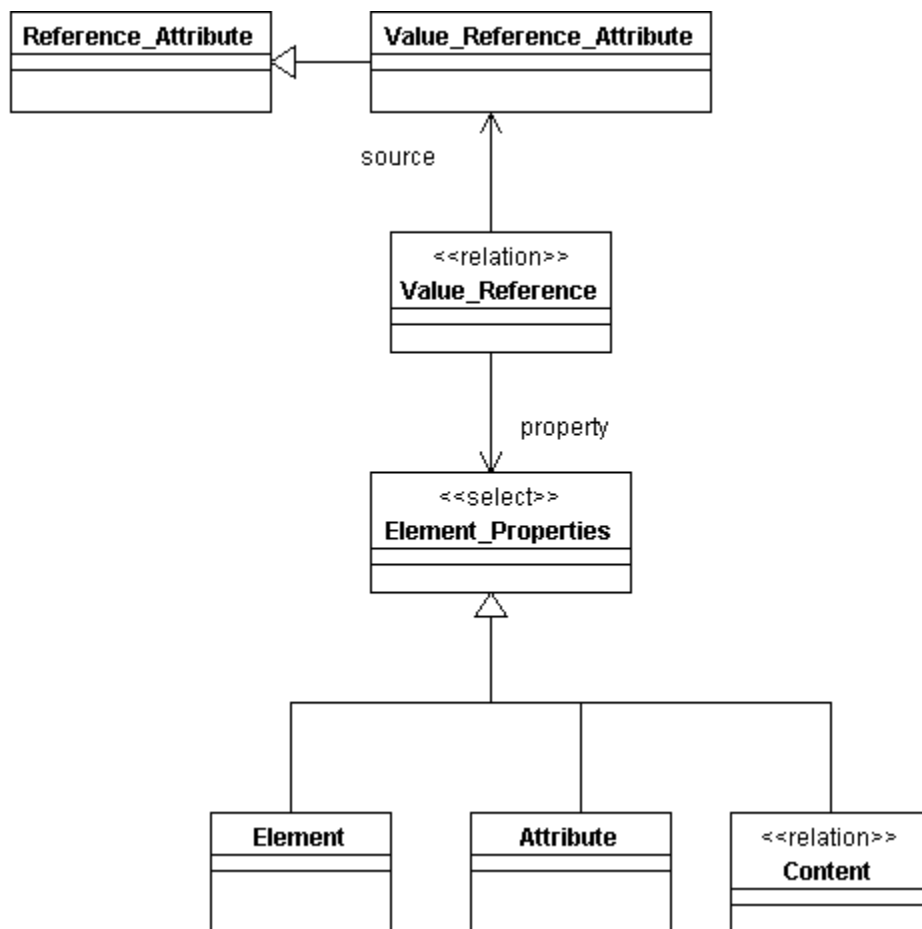 Reference_Attribute
Value_Reference_Attribute
source
<<relation>>
Value_Reference
property
<<select>>
Element_Properties
Element
Attribute
<<relation>>
Content